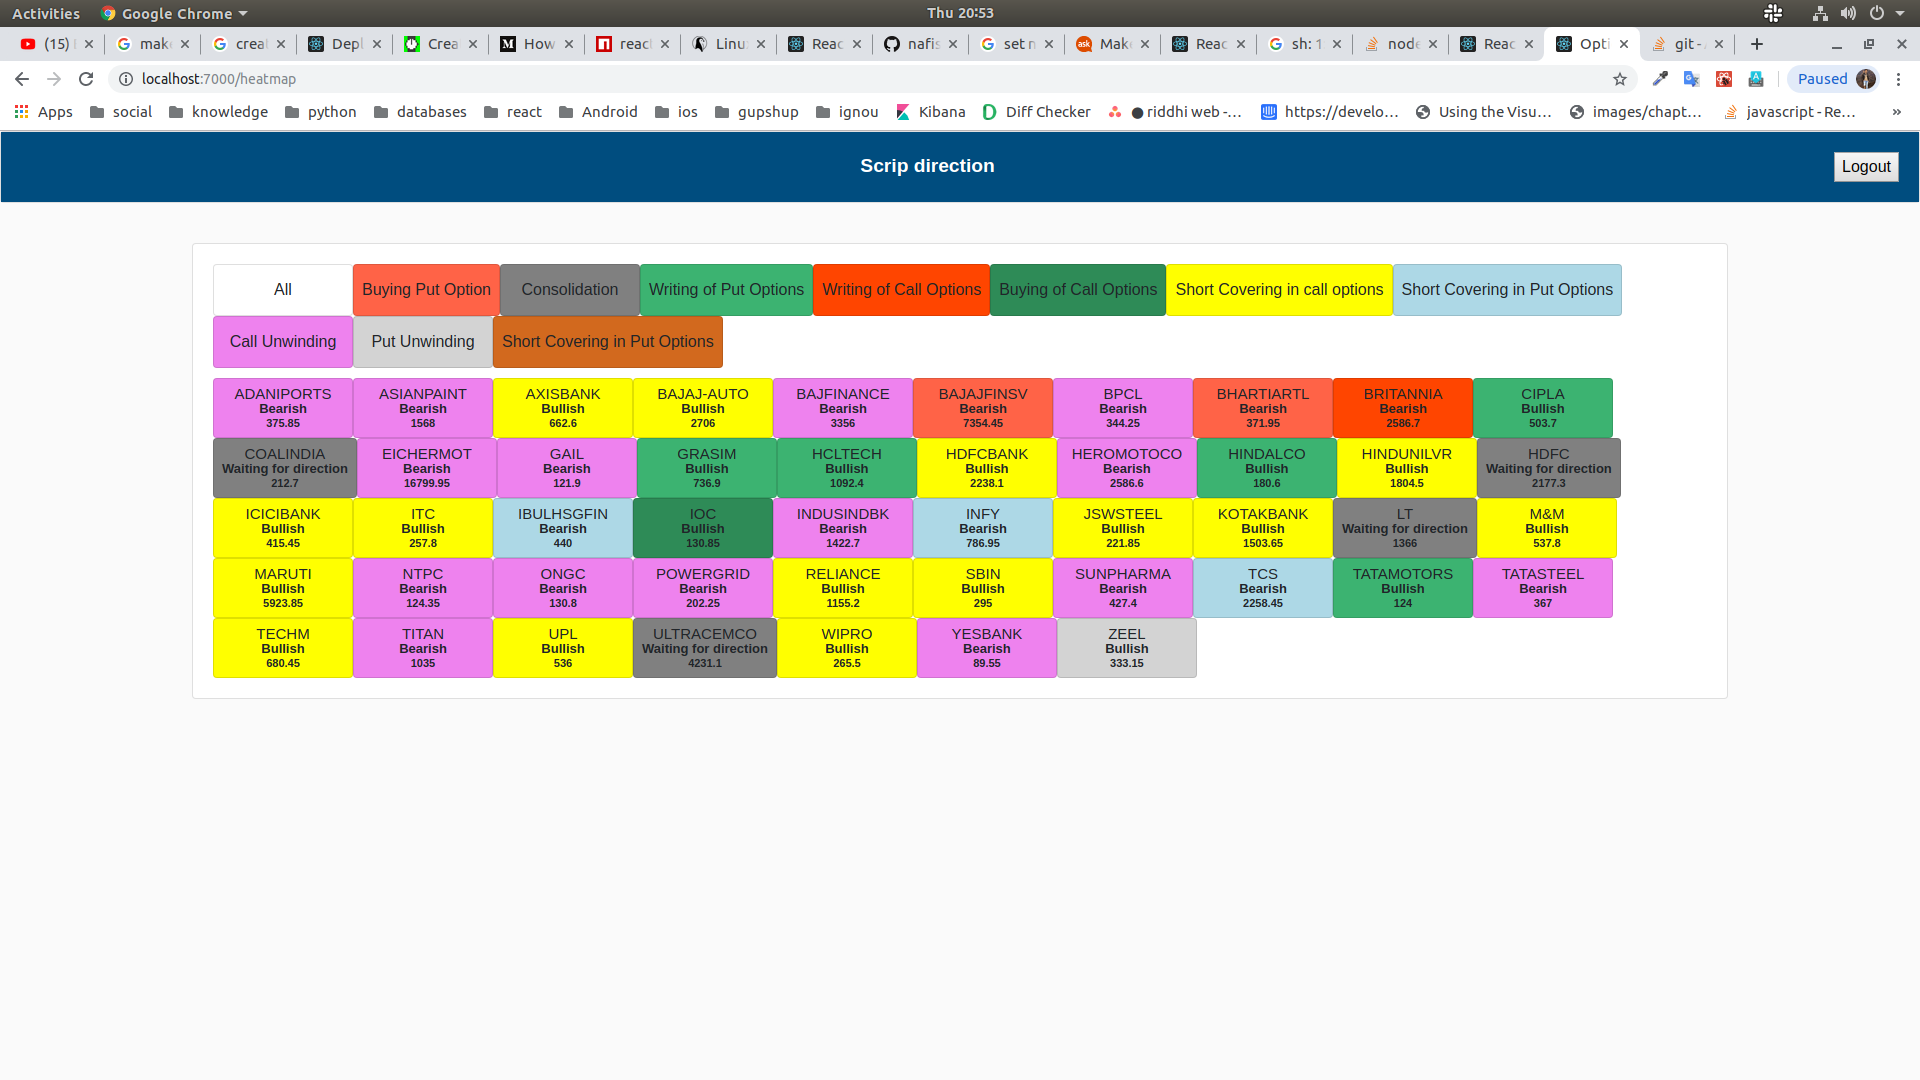 Activities Google Chrome Thu 20:53
(15) mak crea Depl Crea How reac Linu Reac nafis set n Mak Reac sh: 1 node Reac Opti git -
localhost:7000/heatmap Paused
Apps social knowledge python databases react Android ios gupshup ignou Kibana Diff Checker riddhi web -... https://develo... Using the Visu... images/chapt... javascript - Re... »
Scrip direction Logout
All Buying Put Option Consolidation Writing of Put Options Writing of Call Options Buying of Call Options Short Covering in call options Short Covering in Put Options
Call Unwinding Put Unwinding Short Covering in Put Options
ADANIPORTS ASIANPAINT AXISBANK BAJAJ-AUTO BAJFINANCE BAJAJFINSV BPCL BHARTIARTL BRITANNIA CIPLA
Bearish Bearish Bullish Bullish Bearish Bearish Bearish Bearish Bearish Bullish
375.85 1568 662.6 2706 3356 7354.45 344.25 371.95 2586.7 503.7
COALINDIA EICHERMOT GAIL GRASIM HCLTECH HDFCBANK HEROMOTOCO HINDALCO HINDUNILVR HDFC
Waiting for direction Bearish Bearish Bullish Bullish Bullish Bearish Bullish Bullish Waiting for direction
212.7 16799.95 121.9 736.9 1092.4 2238.1 2586.6 180.6 1804.5 2177.3
ICICIBANK ITC IBULHSGFIN IOC INDUSINDBK INFY JSWSTEEL KOTAKBANK LT M&M
Bullish Bullish Bearish Bullish Bearish Bearish Bullish Bullish Waiting for direction Bullish
415.45 257.8 440 130.85 1422.7 786.95 221.85 1503.65 1366 537.8
MARUTI NTPC ONGC POWERGRID RELIANCE SBIN SUNPHARMA TCS TATAMOTORS TATASTEEL
Bullish Bearish Bearish Bearish Bullish Bullish Bearish Bearish Bullish Bearish
5923.85 124.35 130.8 202.25 1155.2 295 427.4 2258.45 124 367
TECHM TITAN UPL ULTRACEMCO WIPRO YESBANK ZEEL
Bullish Bearish Bullish Waiting for direction Bullish Bearish Bullish
680.45 1035 536 4231.1 265.5 89.55 333.15